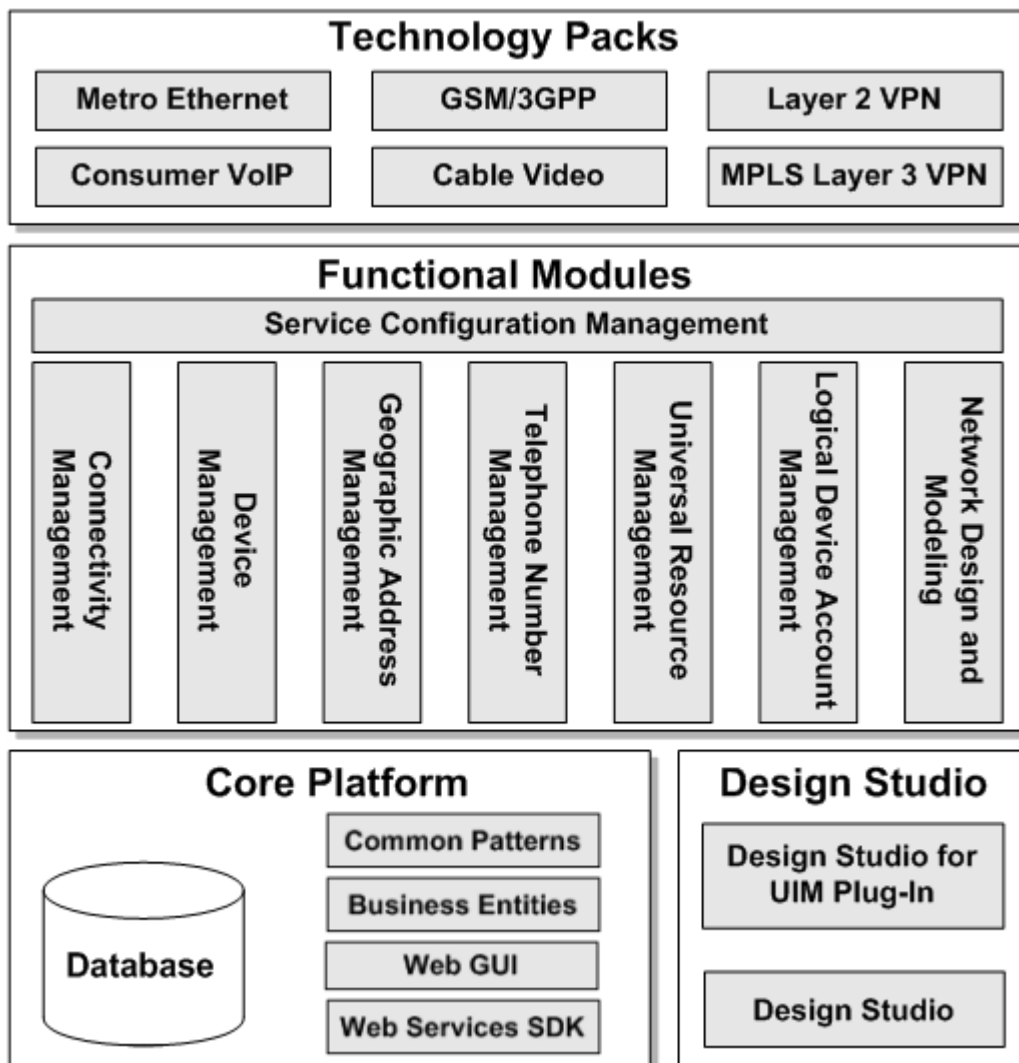 Technology Packs
Metro Ethernet
GSM/3GPP
Layer 2 VPN
Consumer VoIP
Cable Video
MPLS Layer 3 VPN
Functional Modules
Service Configuration Management
Connectivity
Management
Device
Management
Geographic Address
Management
Telephone Number
Management
Universal Resource
Management
Logical Device Account
Management
Network Design and
Modeling
Core Platform
Database
Common Patterns
Business Entities
Web GUI
Web Services SDK
Design Studio
Design Studio for
UIM Plug-In
Design Studio